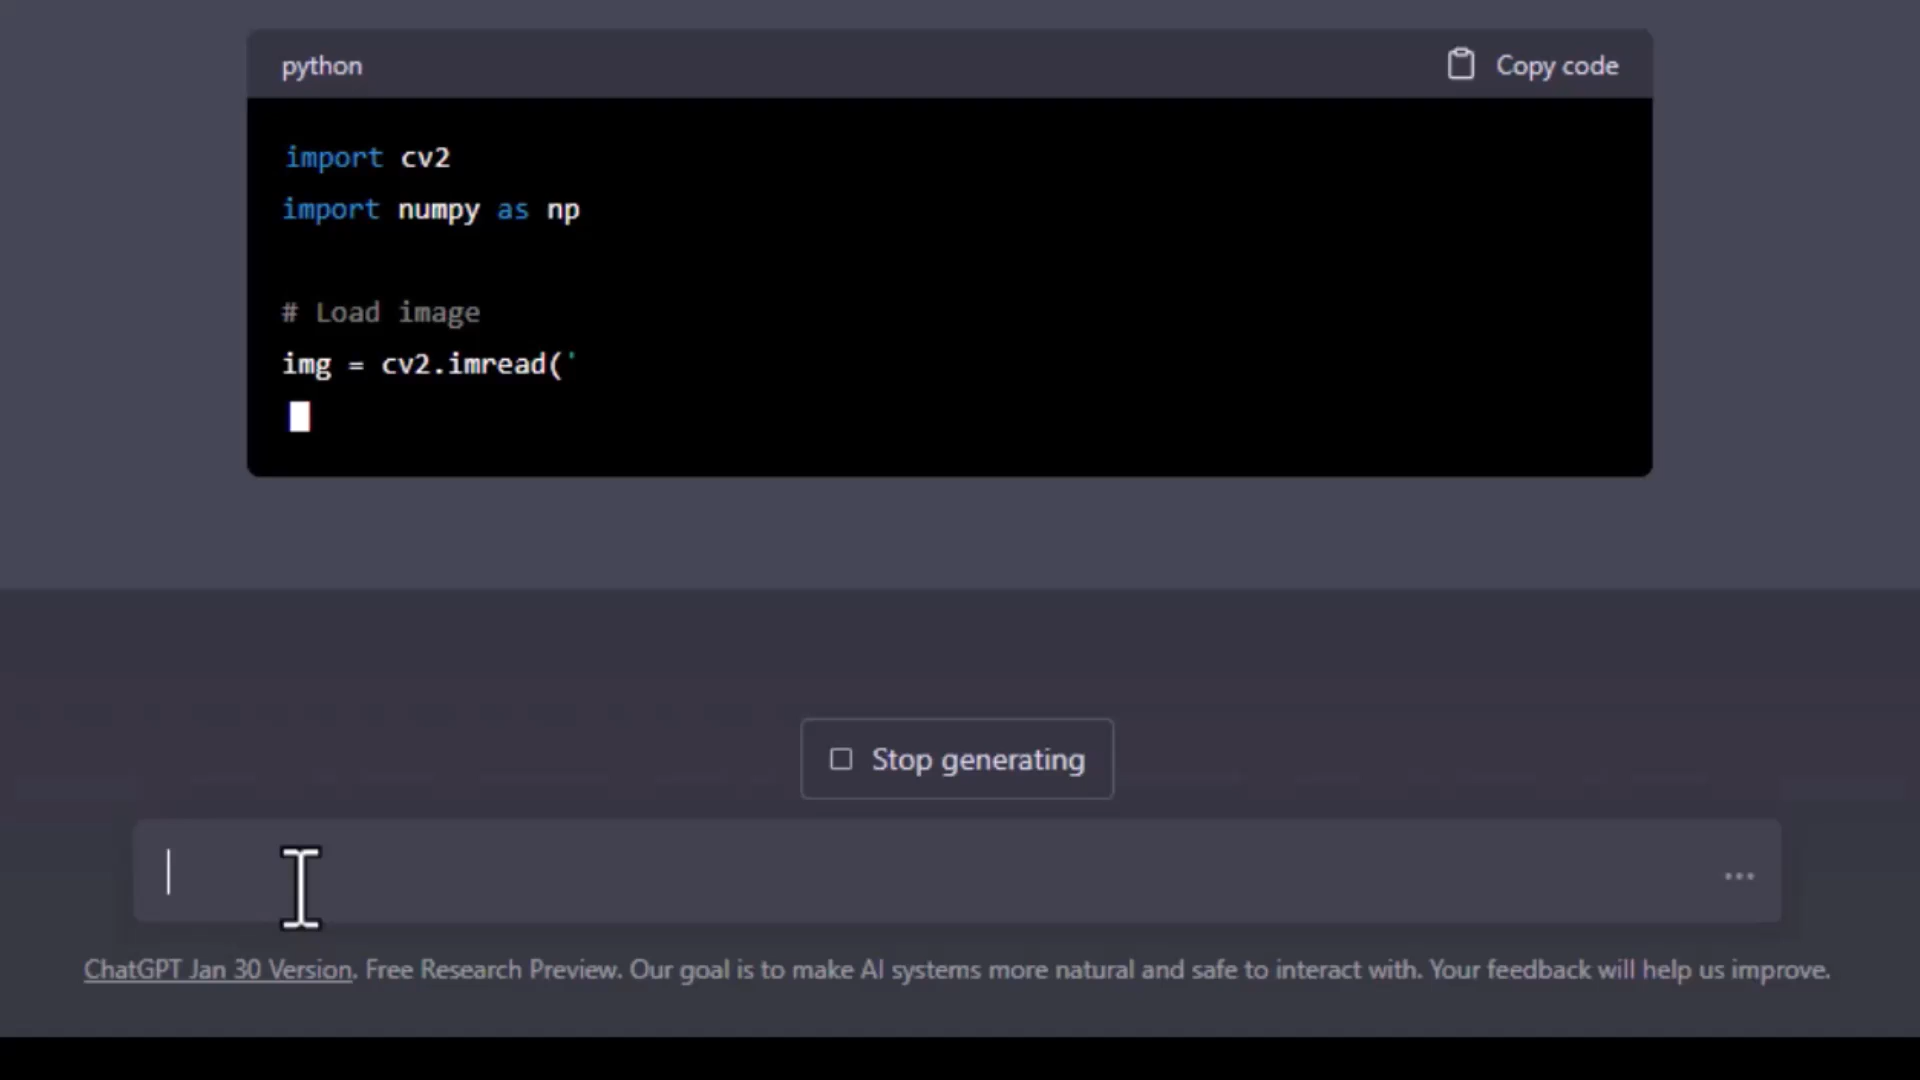 python
Copy code
import cv2
import numpy as np
# Load image
img = cv2.imread('
Stop generating
ChatGPT Jan 30 Version. Free Research Preview. Our goal is to make AI systems more natural and safe to interact with. Your feedback will help us improve.